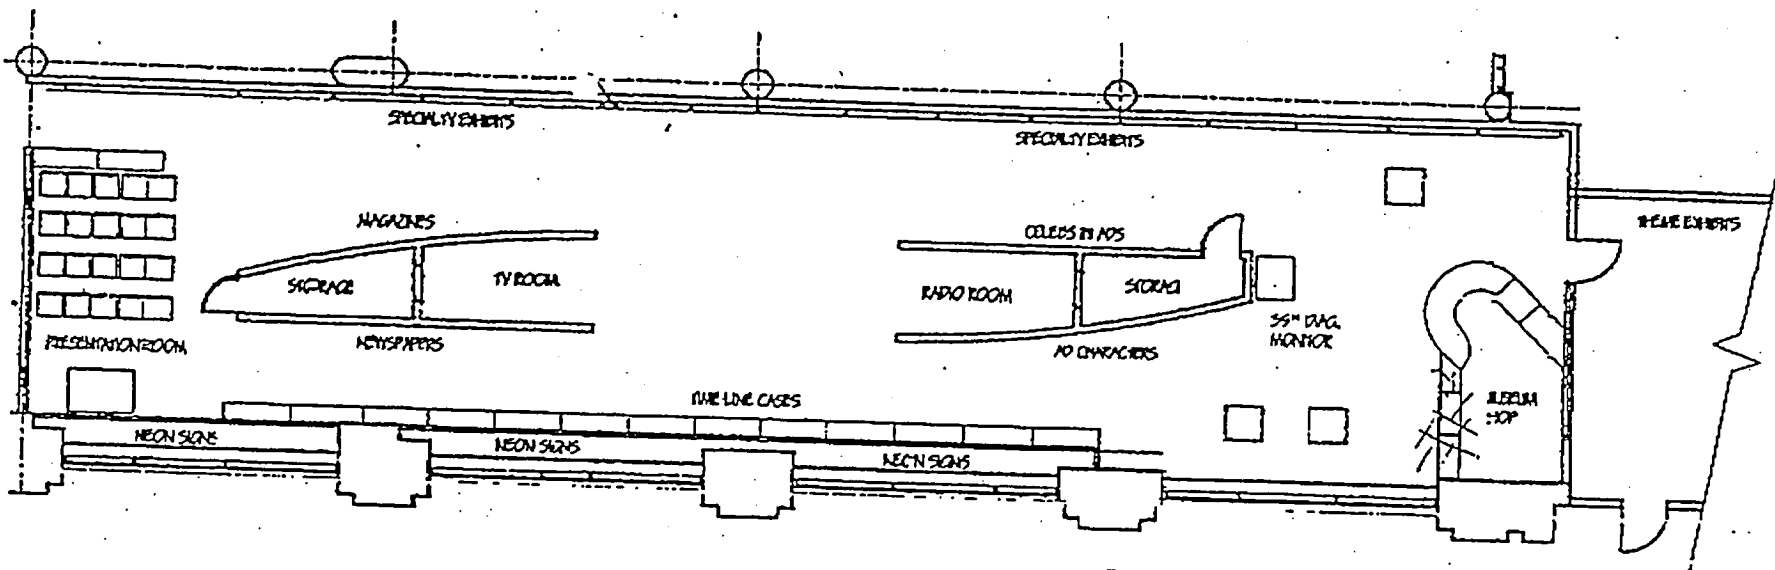 SPECIALTY EXHIBITS
SPECIALTY EXHIBITS
MAGAZINES
CELEBS IN ADS
THEME EXHIBITS
STORAGE
TV ROOM
RADIO ROOM
STORAGE
PRESENTATION ROOM
NEWSPAPERS
AD CHARACTERS
35" DIAG.
MONITOR
TIME LINE CASES
MUSEUM
SHOP
NEON SIGNS
NEON SIGNS
NEON SIGNS